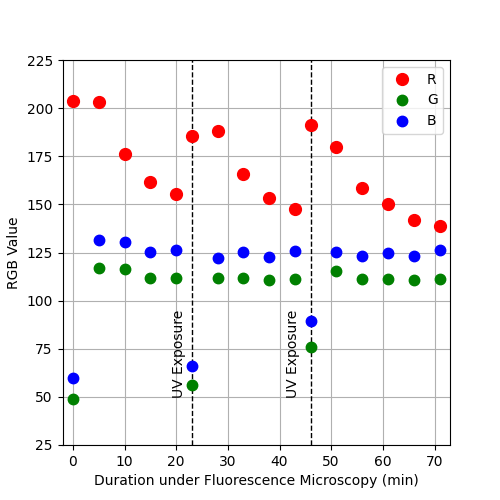 225
200
175
150
125
100
75
50
25
RGB Value
R
G
B
UV Exposure
UV Exposure
0 10 20 30 40 50 60 70
Duration under Fluorescence Microscopy (min)